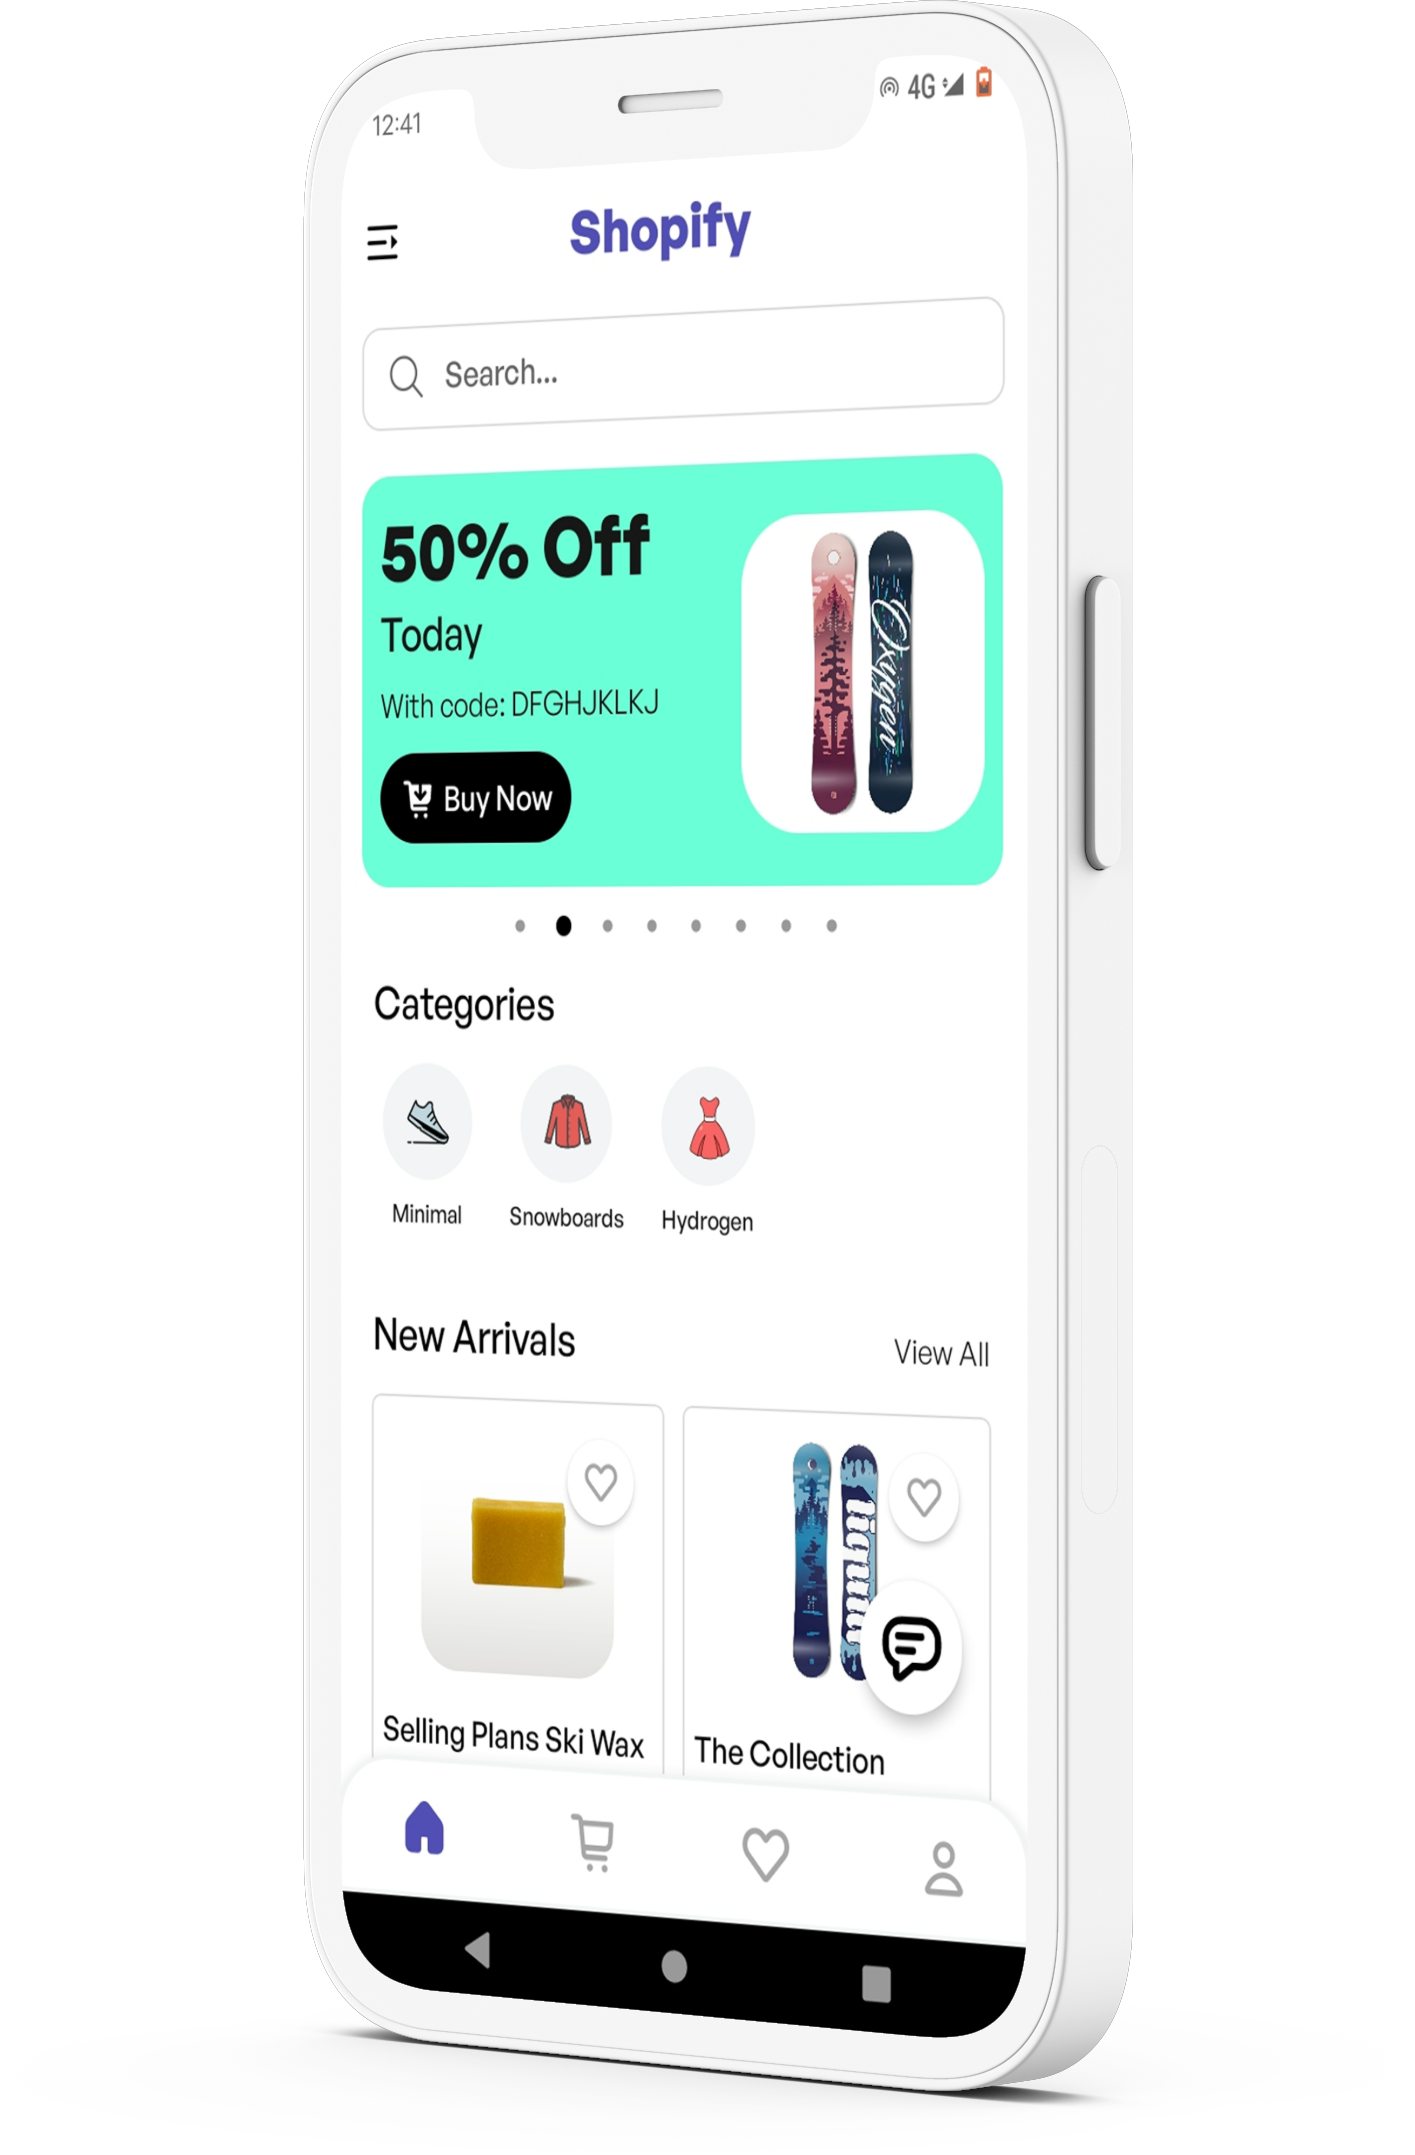 12:41
4G
Shopify
Search...
50% Off
Today
With code: DFGHJKLKJ
Buy Now
Oxygen
Categories
Minimal
Snowboards
Hydrogen
New Arrivals
View All
liquid
Selling Plans Ski Wax
The Collection